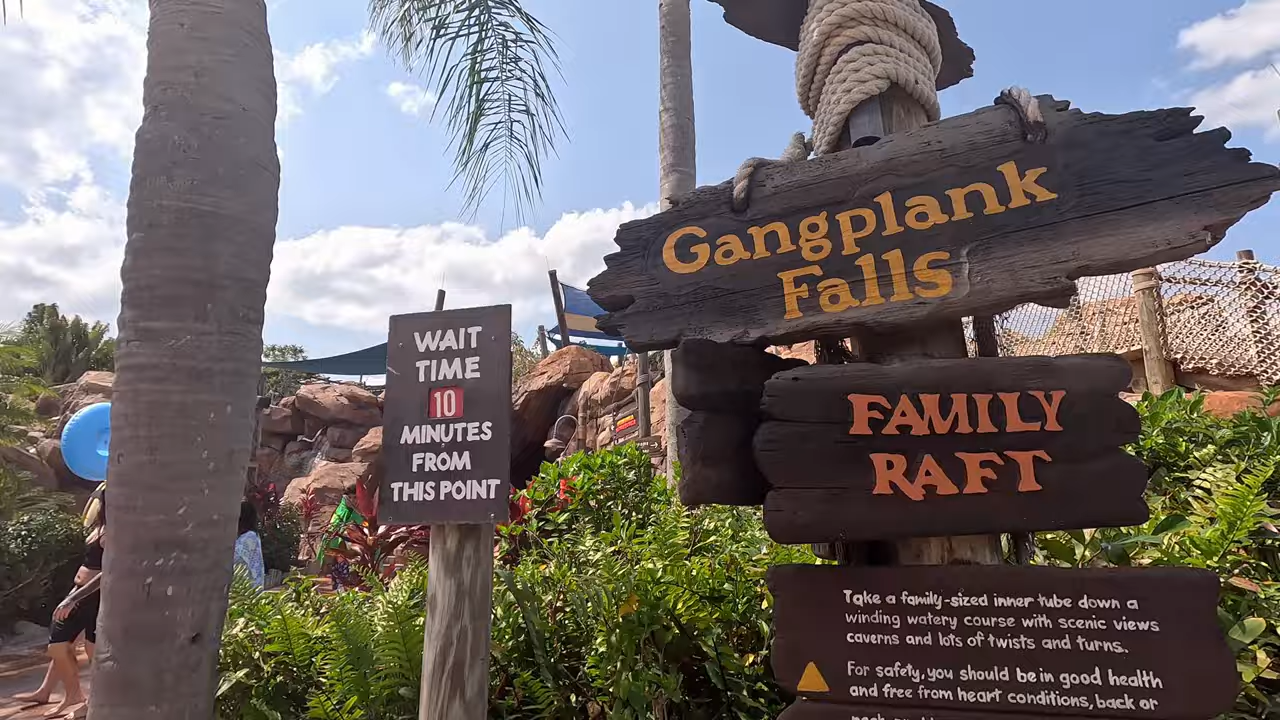 WAIT
TIME
10
MINUTES
FROM
THIS POINT
Gangplank
Falls
FAMILY
RAFT
Take a family-sized inner tube down a
winding watery course with scenic views
caverns and lots of twists and turns.
For safety, you should be in good health
and free from heart conditions, back or